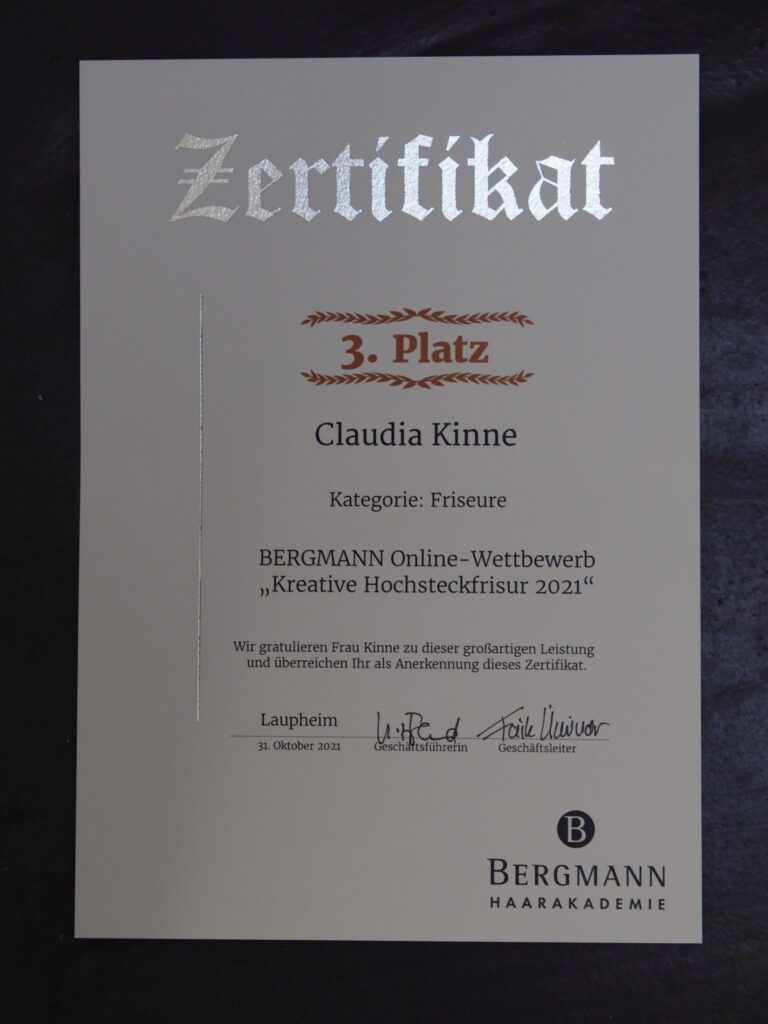 Zertifikat
3. Platz
Claudia Kinne
Kategorie: Friseure
BERGMANN Online-Wettbewerb
„Kreative Hochsteckfrisur 2021“
Wir gratulieren Frau Kinne zu dieser großartigen Leistung
und überreichen Ihr als Anerkennung dieses Zertifikat.
Laupheim
31. Oktober 2021 Geschäftsführerin Geschäftsleiter
B
BERGMANN
HAARAKADEMIE